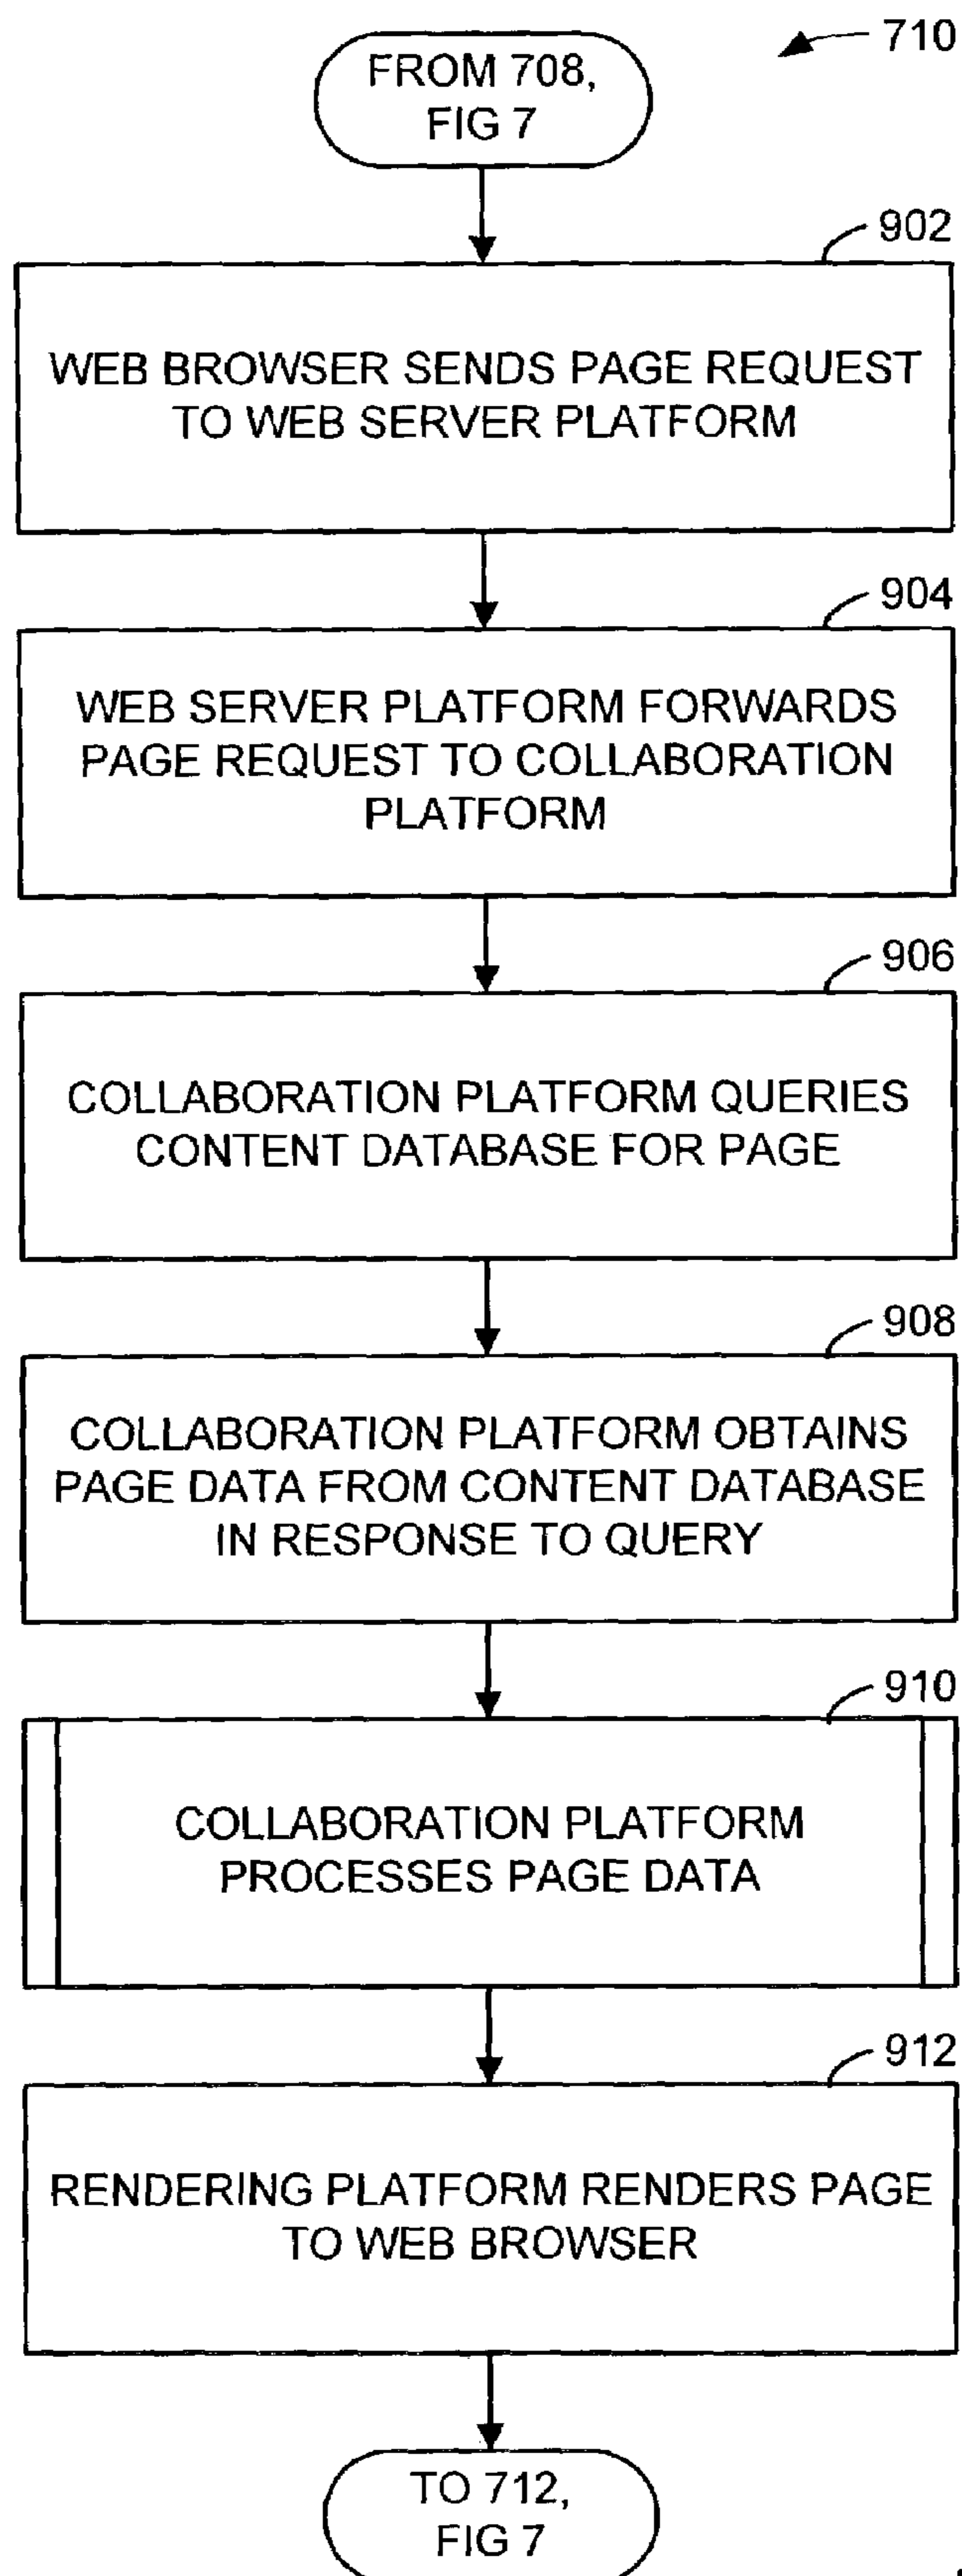 710
FROM 708,
FIG 7
902
WEB BROWSER SENDS PAGE REQUEST
TO WEB SERVER PLATFORM
904
WEB SERVER PLATFORM FORWARDS
PAGE REQUEST TO COLLABORATION
PLATFORM
906
COLLABORATION PLATFORM QUERIES
CONTENT DATABASE FOR PAGE
908
COLLABORATION PLATFORM OBTAINS
PAGE DATA FROM CONTENT DATABASE
IN RESPONSE TO QUERY
910
COLLABORATION PLATFORM
PROCESSES PAGE DATA
912
RENDERING PLATFORM RENDERS PAGE
TO WEB BROWSER
TO 712,
FIG 7